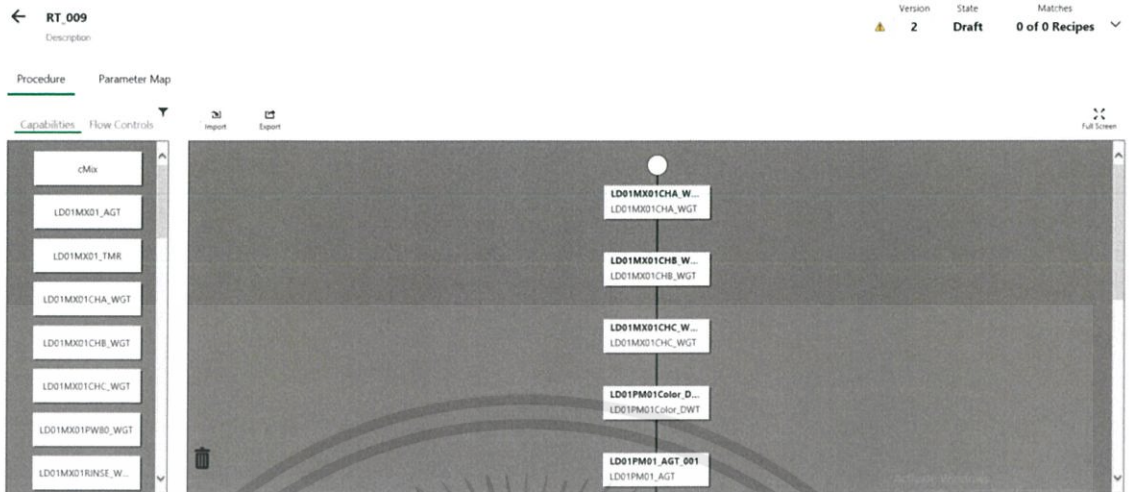 RT_009
Description
Version
2
State
Draft
Matches
0 of 0 Recipes
Procedure
Parameter Map
Capabilities
Flow Controls
Import
Export
Full Screen
cMix
LD01MX01_AGT
LD01MX01_TMR
LD01MX01CHA_WGT
LD01MX01CHB_WGT
LD01MX01CHC_WGT
LD01MX01PW80_WGT
LD01MX01RINSE_W...
LD01MX01CHA_W...
LD01MX01CHA_WGT
LD01MX01CHB_W...
LD01MX01CHB_WGT
LD01MX01CHC_W...
LD01MX01CHC_WGT
LD01PM01Color_D...
LD01PM01Color_DWT
LD01PM01_AGT_001
LD01PM01_AGT
Activate Windows